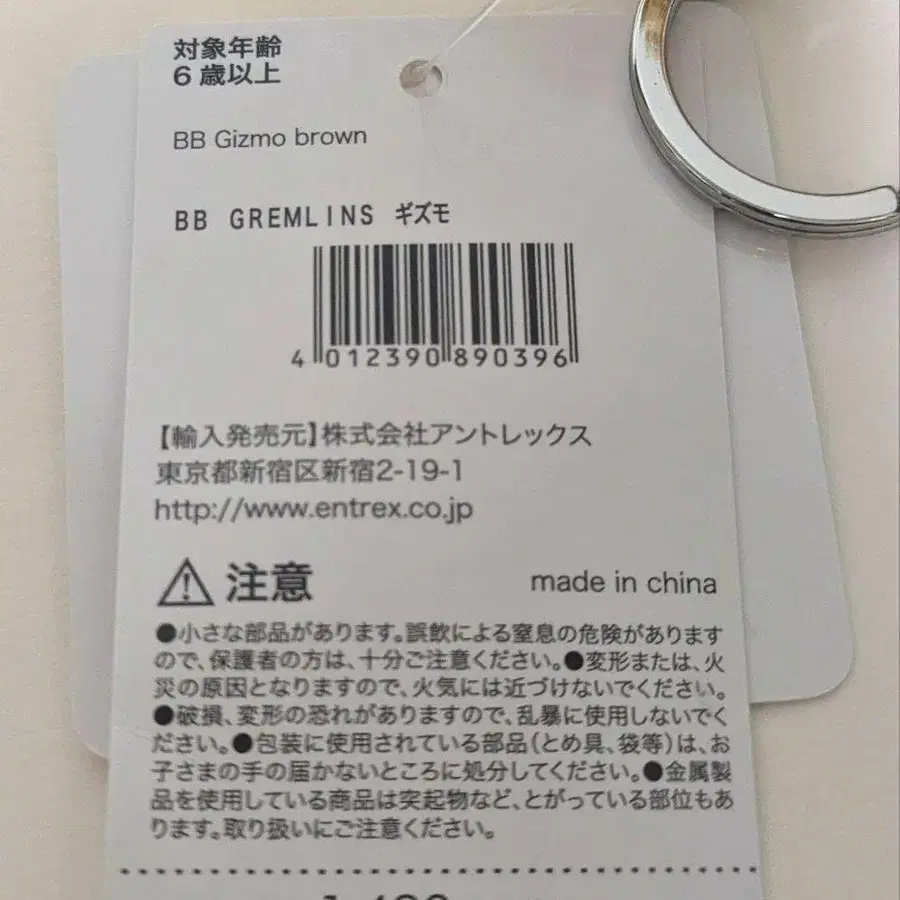 対象年齢
6歳以上
BB Gizmo brown
BB GREMLINS ギズモ
4 012390 890396
【輸入発売元】株式会社アントレックス
東京都新宿区新宿2-19-1
http://www.entrex.co.jp
注意 made in china
●小さな部品があります。誤飲による窒息の危険があります
ので、保護者の方は、十分ご注意ください。●変形または、火
災の原因となりますので、火気には近づけないでください。
●破損、変形の恐れがありますので、乱暴に使用しないでく
ださい。●包装に使用されている部品(とめ具、袋等)は、お
子さまの手の届かないところに処分してください。●金属製
品を使用している商品は突起物など、とがっている部位もあ
ります。取り扱いにご注意ください。